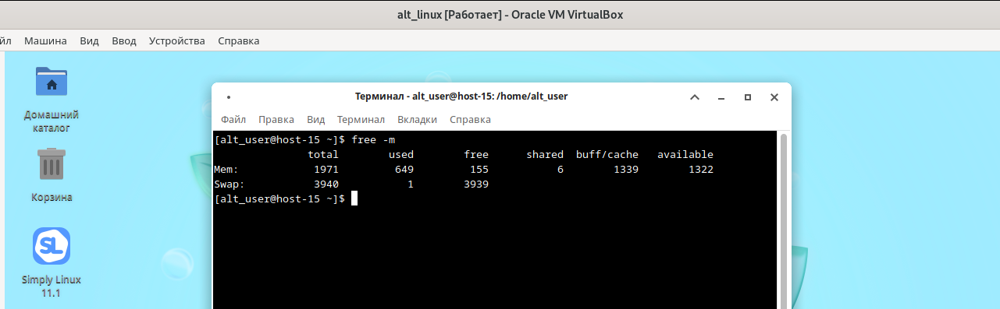 alt_linux [Работает] - Oracle VM VirtualBox
йл Машина Вид Ввод Устройства Справка
Домашний
каталог
Корзина
SL
Simply Linux
11.1
Терминал - alt_user@host-15: /home/alt_user
Файл Правка Вид Терминал Вкладки Справка
[alt_user@host-15 ~]$ free -m
total used free shared buff/cache available
Mem: 1971 649 155 6 1339 1322
Swap: 3940 1 3939
[alt_user@host-15 ~]$